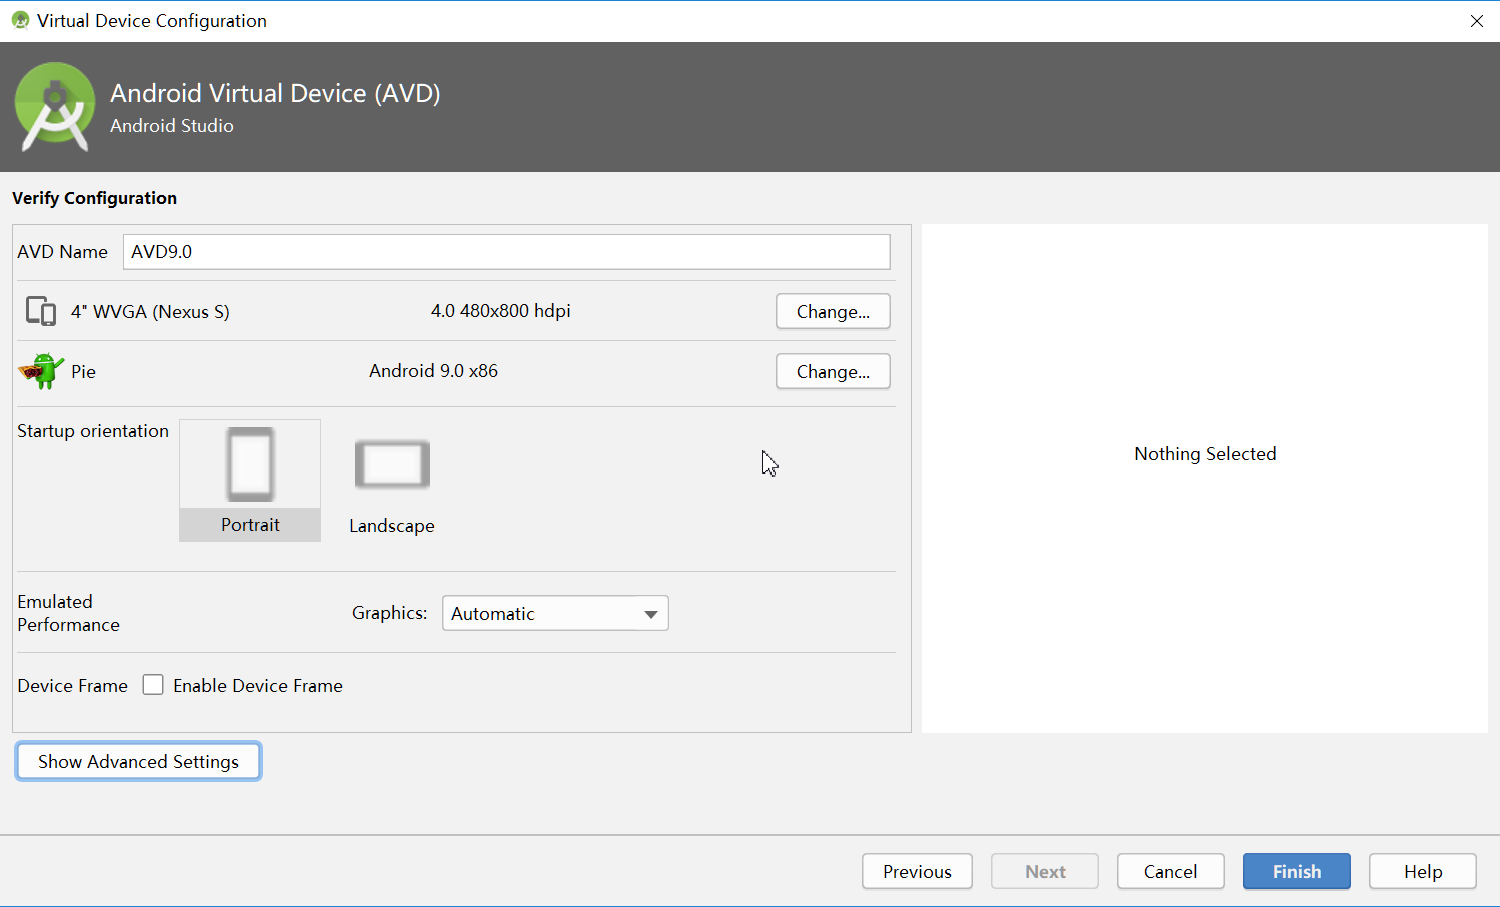 Virtual Device Configuration
Android Virtual Device (AVD)
Android Studio
Verify Configuration
AVD Name AVD9.0
4" WVGA (Nexus S) 4.0 480x800 hdpi Change...
Pie Android 9.0 x86 Change...
Startup orientation
Portrait Landscape
Emulated
Performance
Graphics: Automatic
Device Frame Enable Device Frame
Nothing Selected
Show Advanced Settings
Previous Next Cancel Finish Help